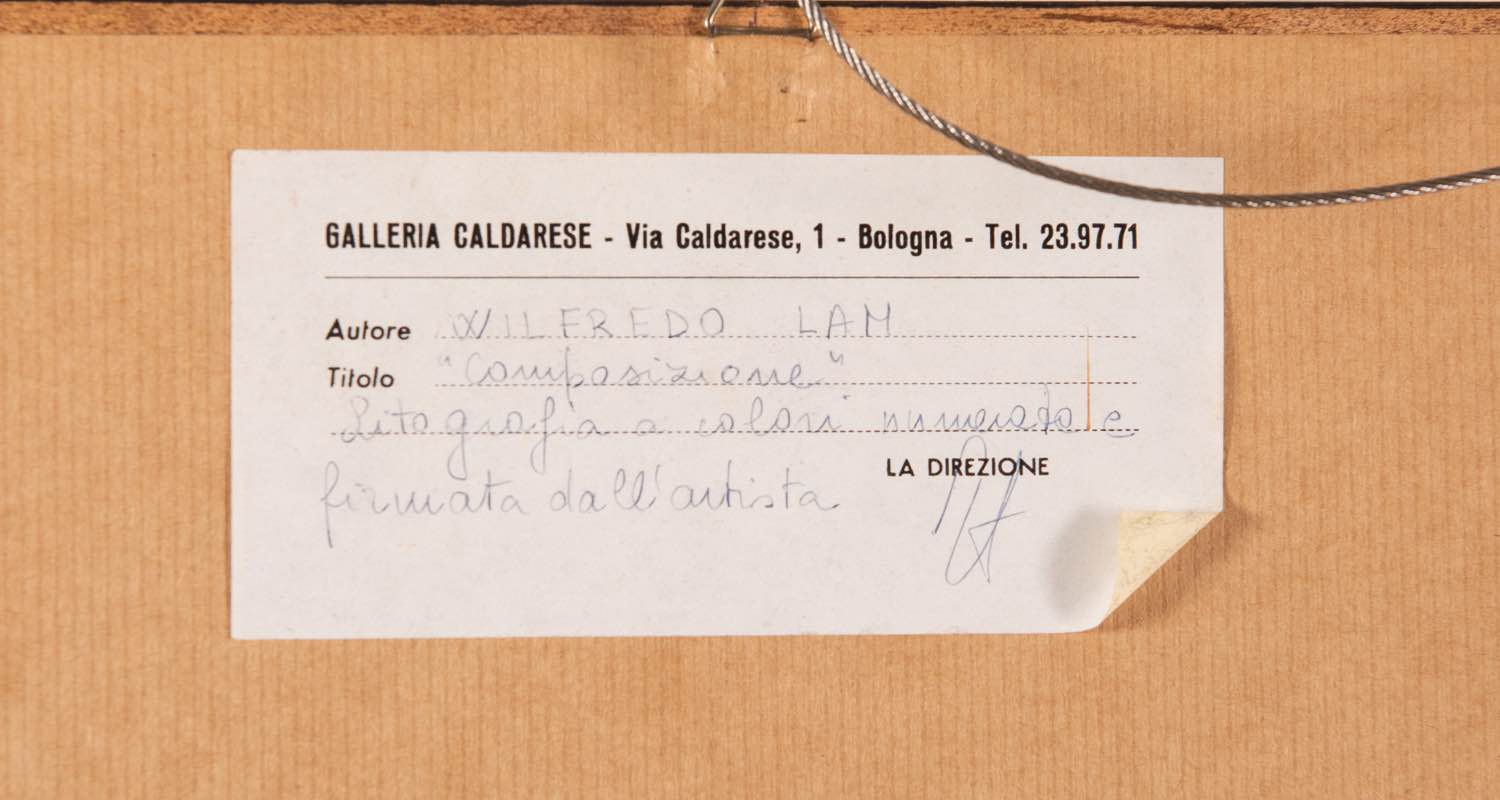 GALLERIA CALDARESE - Via Caldarese, 1 - Bologna - Tel. 23.97.71
Autore WILFREDO LAM
Titolo "Composizione"
Litografia a colori numerata e
LA DIREZIONE
firmata dall'artista